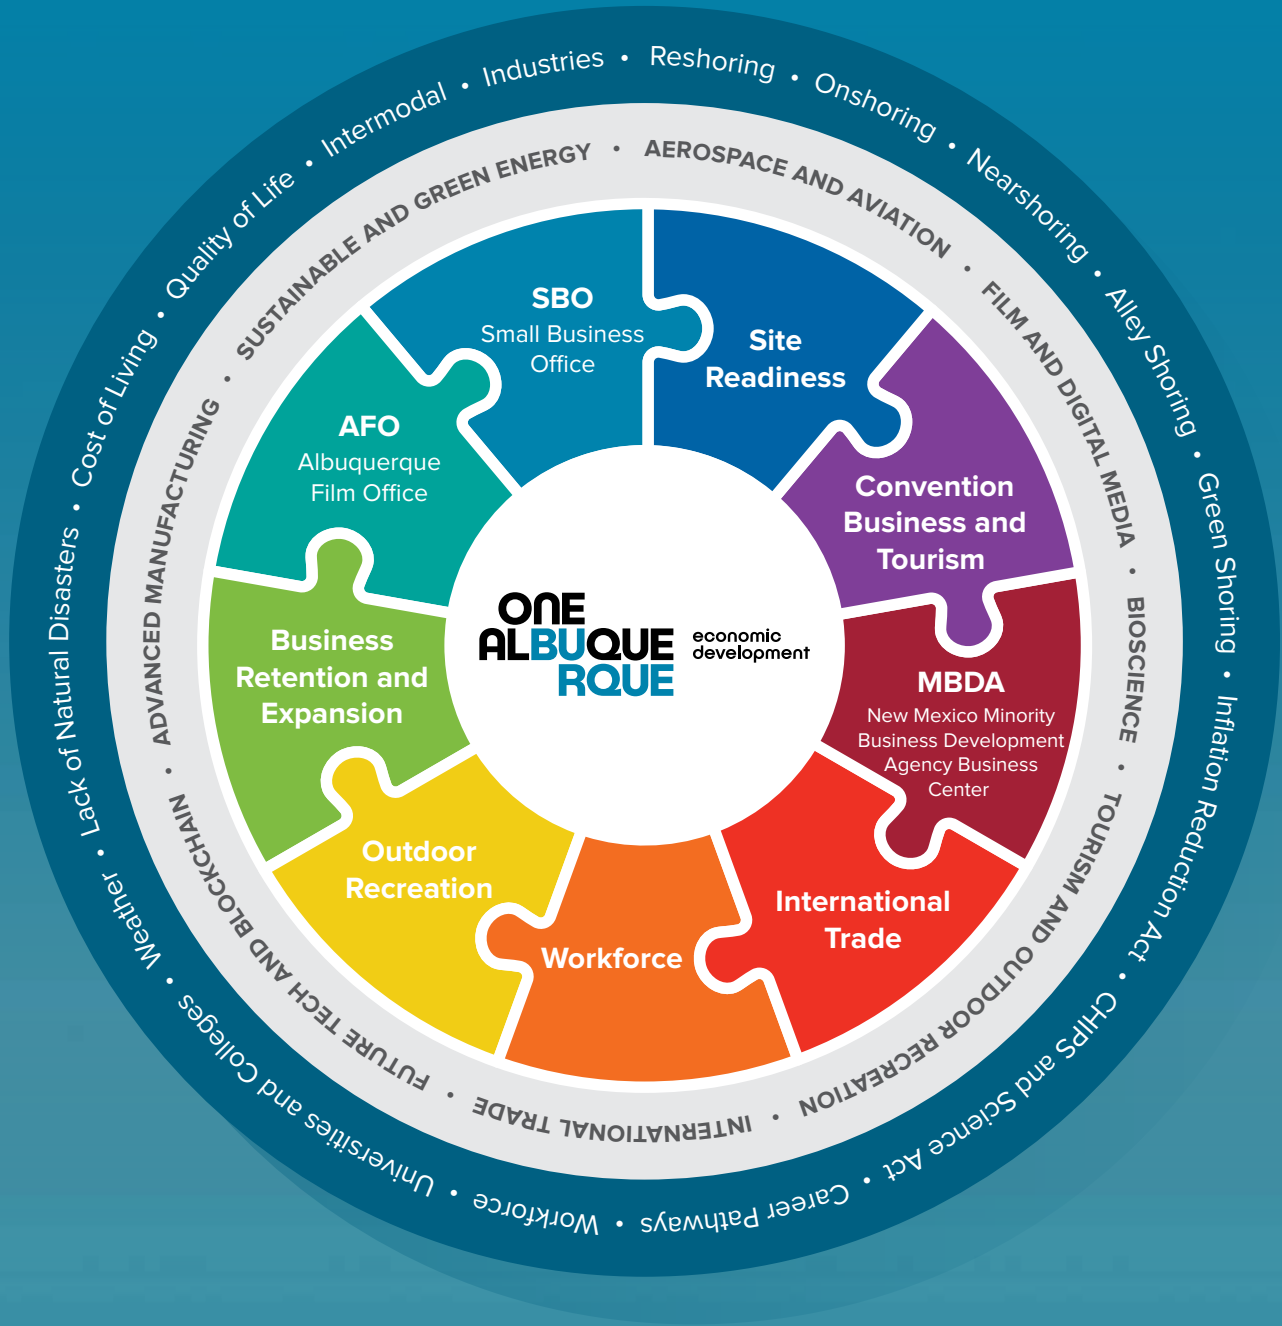 Reshoring • Onshoring • Nearshoring • Alley Shoring • Green Shoring • Inflation Reduction Act • CHIPS and Science Act • Career Pathways • Workforce • Universities and Colleges • Weather • Lack of Natural Disasters • Cost of Living • Quality of Life • Intermodal • Industries •
AEROSPACE AND AVIATION • FILM AND DIGITAL MEDIA • BIOSCIENCE • TOURISM AND OUTDOOR RECREATION • INTERNATIONAL TRADE • FUTURE TECH AND BLOCKCHAIN • ADVANCED MANUFACTURING • SUSTAINABLE AND GREEN ENERGY •
Site
Readiness
Convention
Business and
Tourism
MBDA
New Mexico Minority
Business Development
Agency Business
Center
International
Trade
Workforce
Outdoor
Recreation
Business
Retention and
Expansion
AFO
Albuquerque
Film Office
SBO
Small Business
Office
ONE
ALBUQUE
RQUE
economic
development